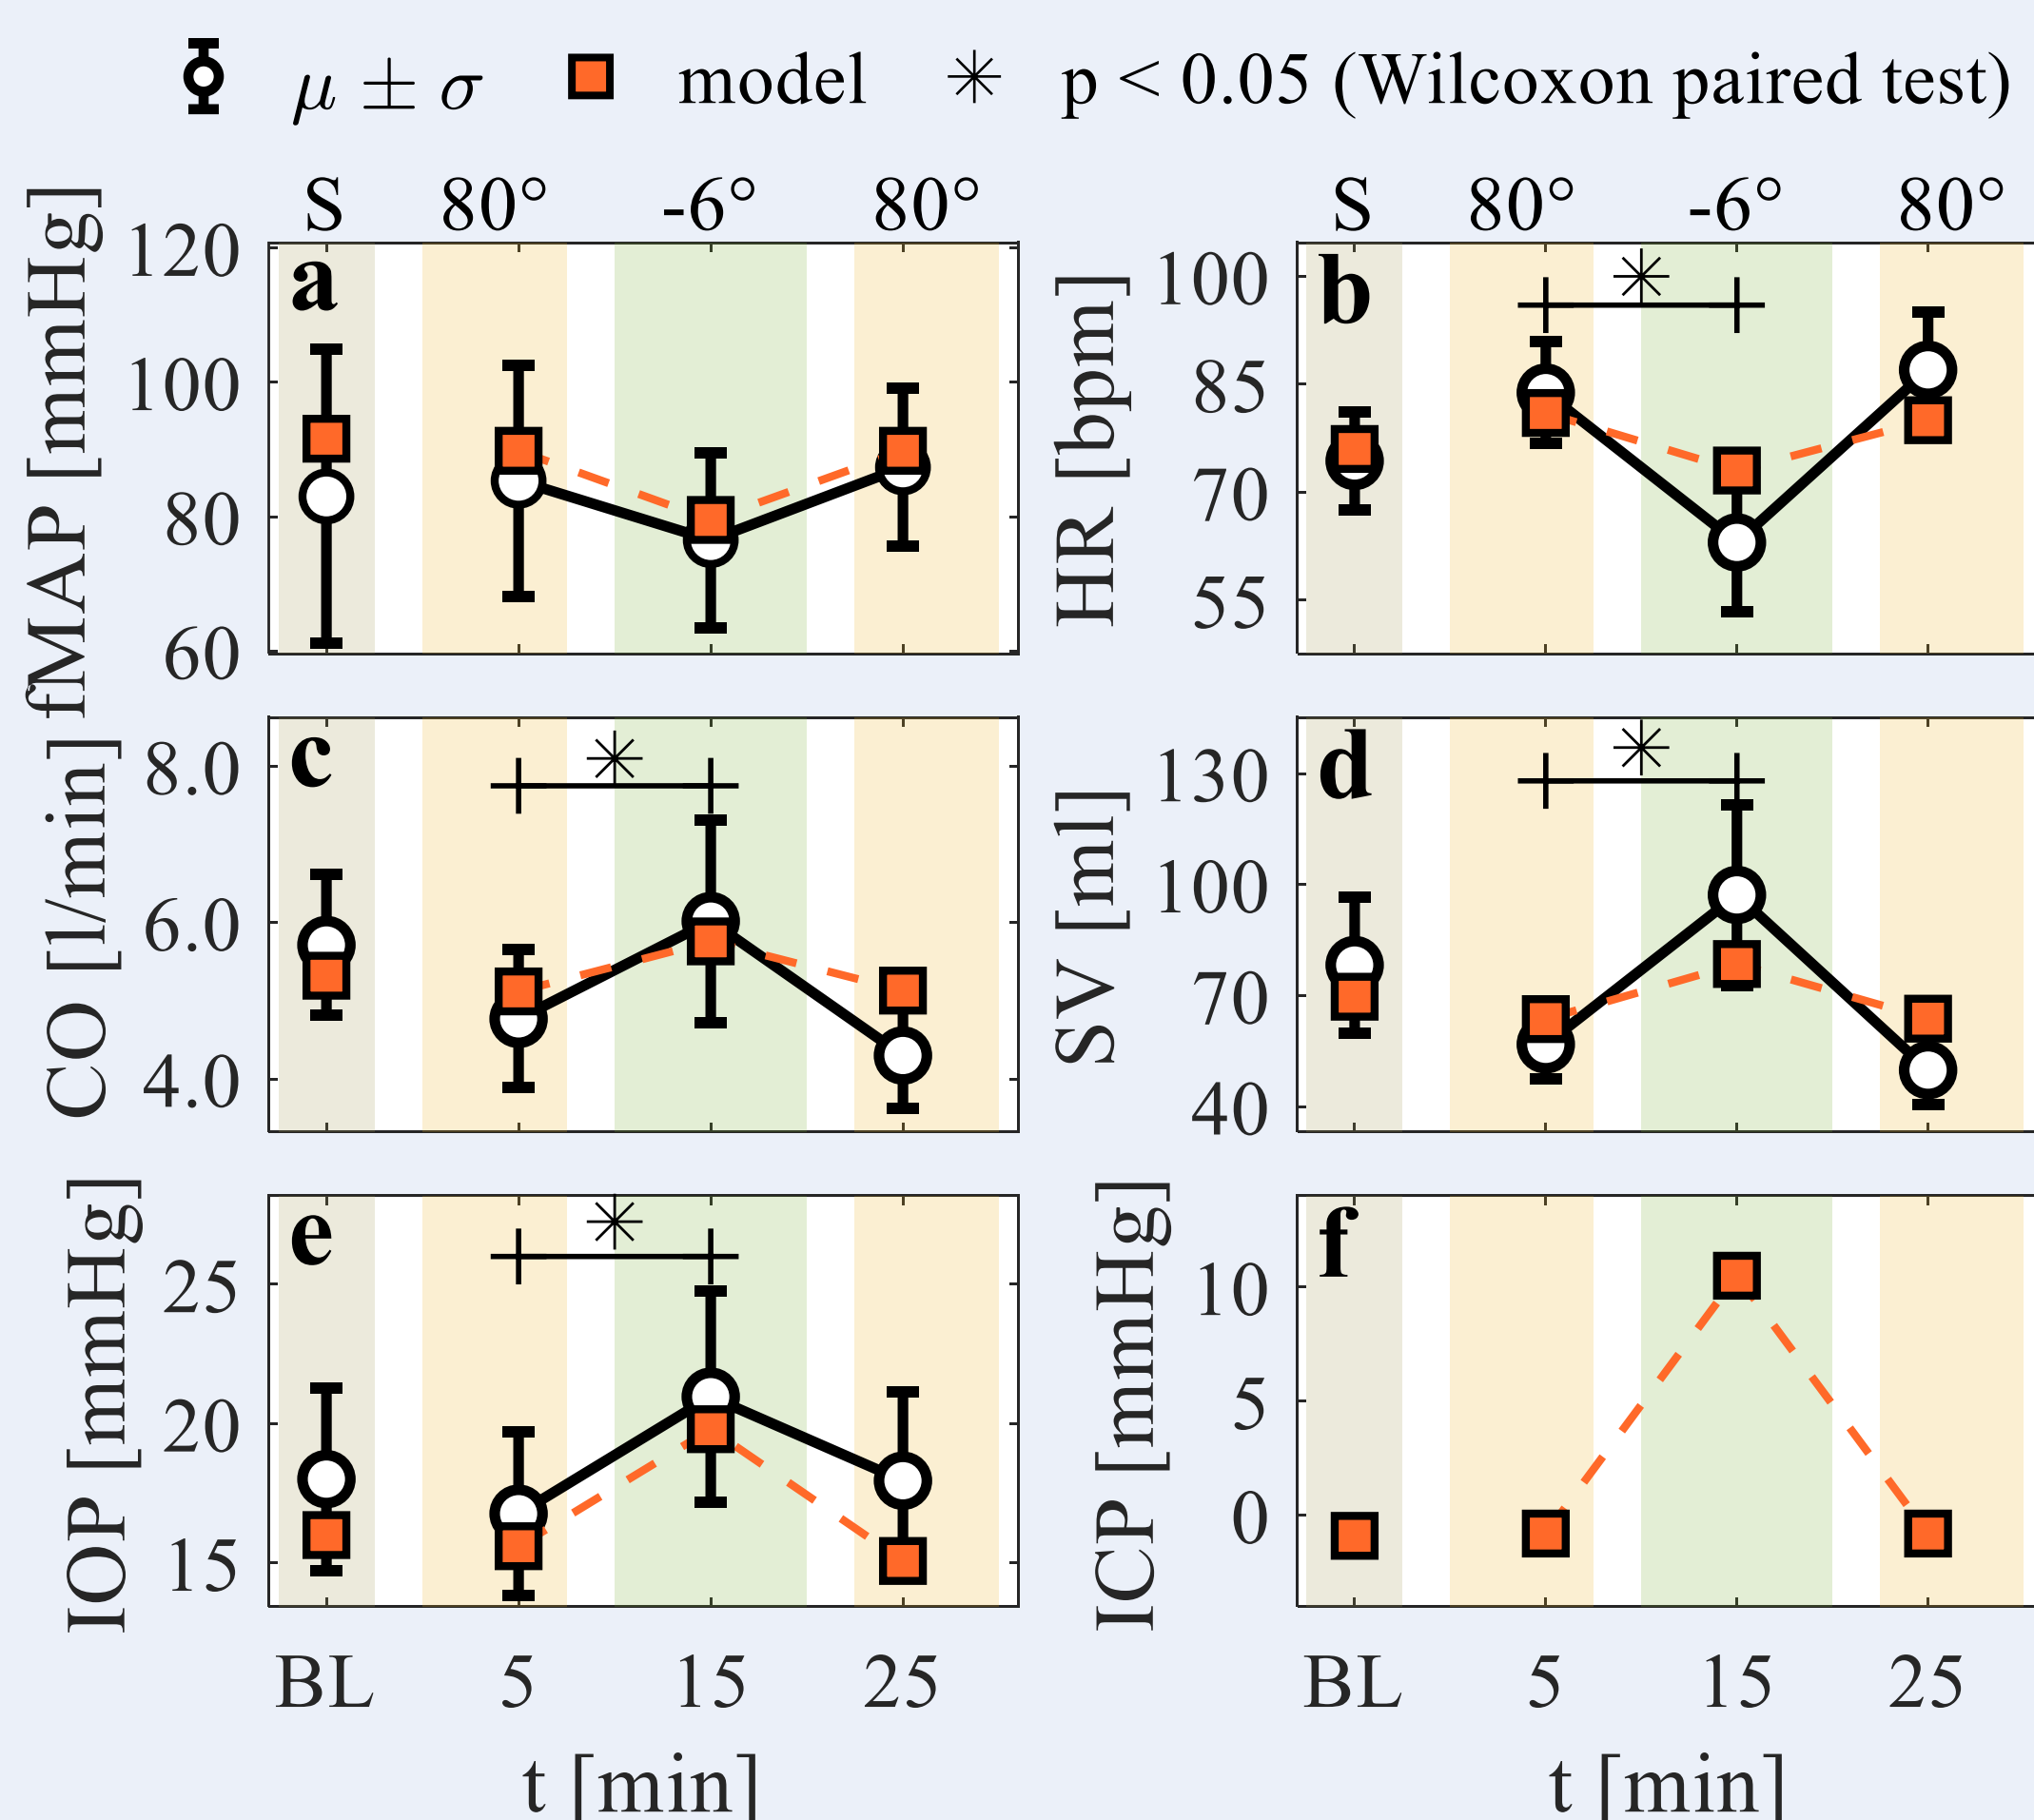 μ ± σ model p < 0.05 (Wilcoxon paired test)
S 80° -6° 80°
S 80° -6° 80°
fMAP [mmHg]
120
100
80
60
a
HR [bpm]
100
85
70
55
b
CO [l/min]
8.0
6.0
4.0
c
SV [ml]
130
100
70
40
d
IOP [mmHg]
25
20
15
e
ICP [mmHg]
10
5
0
f
BL 5 15 25
BL 5 15 25
t [min]
t [min]